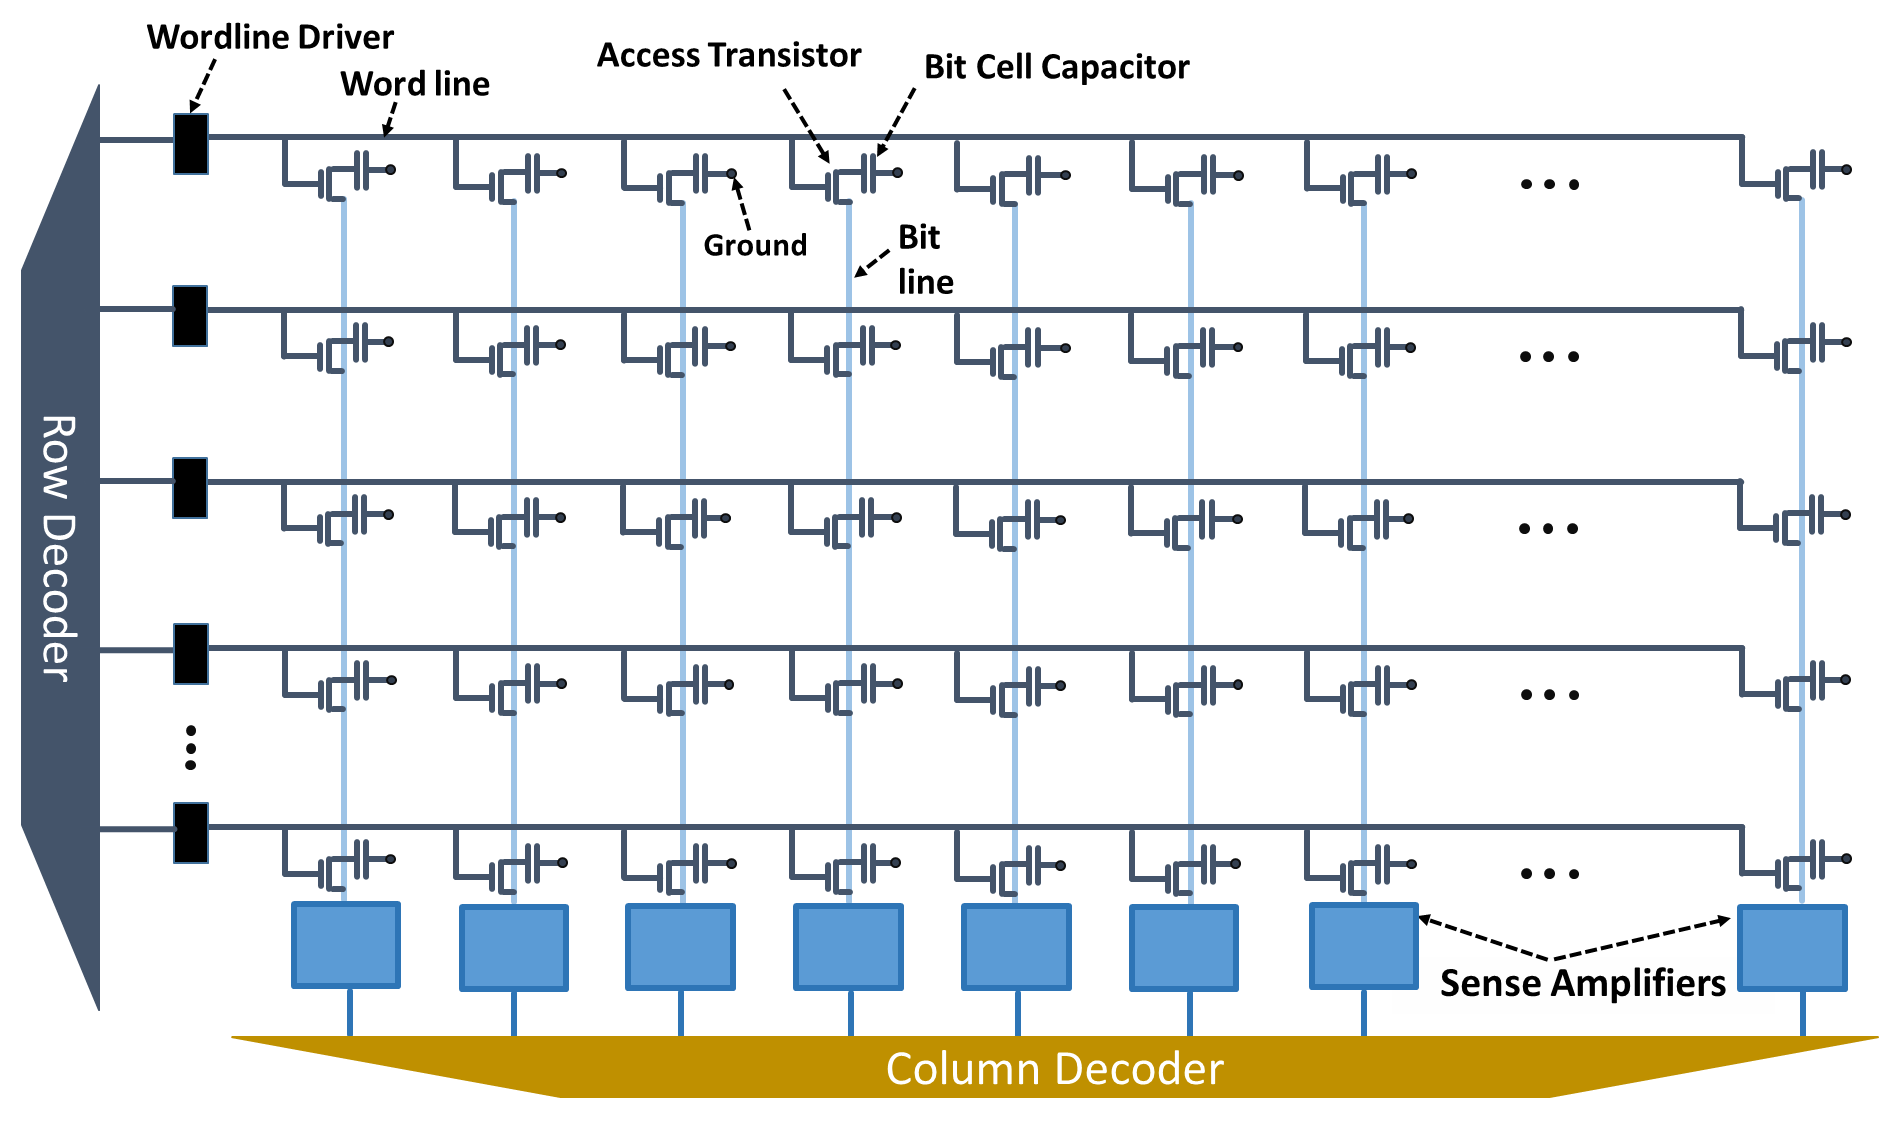 Wordline Driver
Word line
Access Transistor
Bit Cell Capacitor
Ground
Bit
line
Row Decoder
Sense Amplifiers
Column Decoder